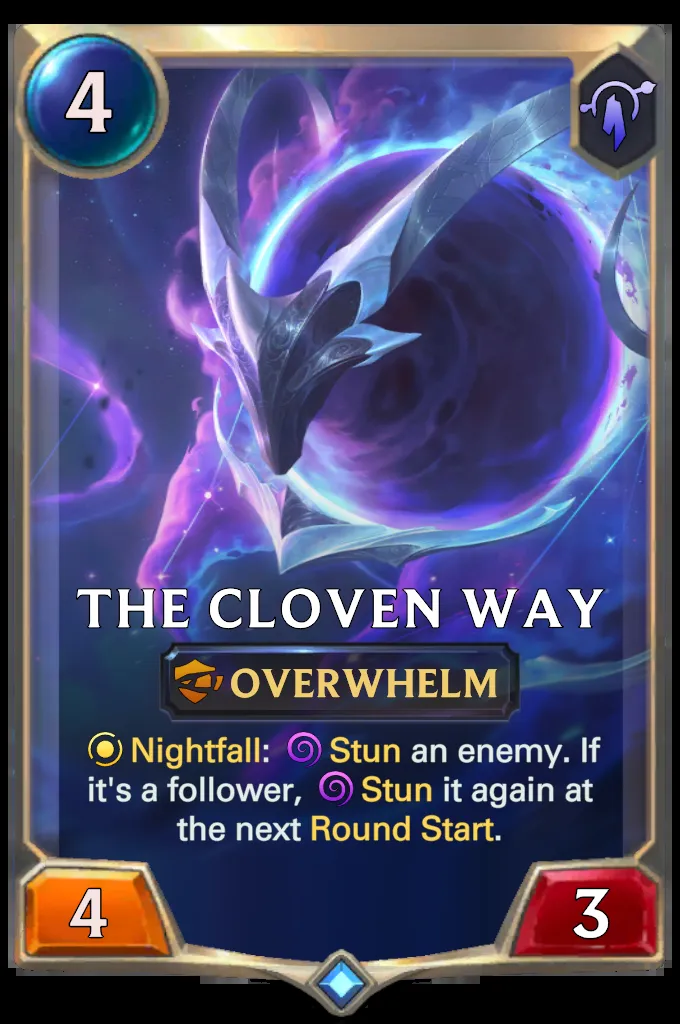 4
THE CLOVEN WAY
OVERWHELM
Nightfall: Stun an enemy. If
it's a follower, Stun it again at
the next Round Start.
4 3